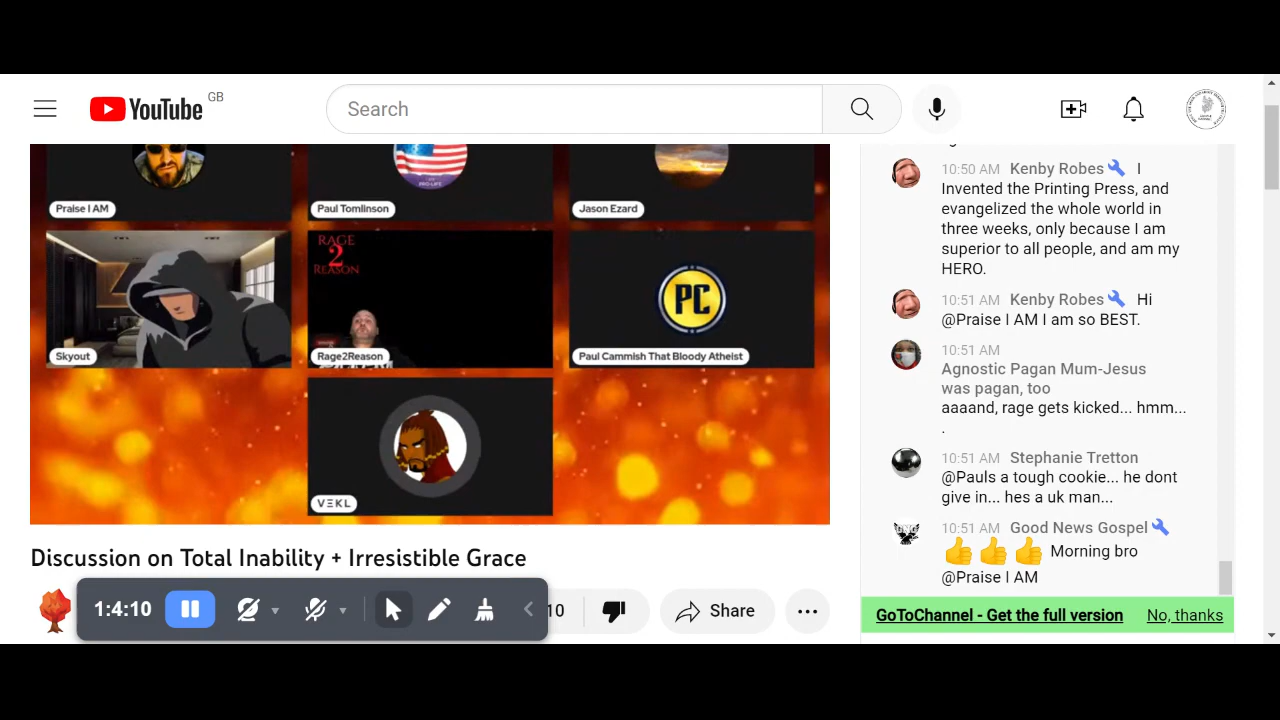 YouTube GB
Search
Praise I AM
Paul Tomlinson
Jason Ezard
PRO-LIFE
RAGE
2
REASON
PC
Skyout
Rage2Reason
Paul Cammish That Bloody Atheist
VΞKL
Discussion on Total Inability + Irresistible Grace
1:4:10
10
Share
10:50 AM Kenby Robes I
Invented the Printing Press, and
evangelized the whole world in
three weeks, only because I am
superior to all people, and am my
HERO.
10:51 AM Kenby Robes Hi
@Praise I AM I am so BEST.
10:51 AM
Agnostic Pagan Mum-Jesus
was pagan, too
aaaand, rage gets kicked... hmm...
.
10:51 AM Stephanie Tretton
@Pauls a tough cookie... he dont
give in... hes a uk man...
10:51 AM Good News Gospel
👍👍👍 Morning bro
@Praise I AM
GoToChannel - Get the full version No, thanks